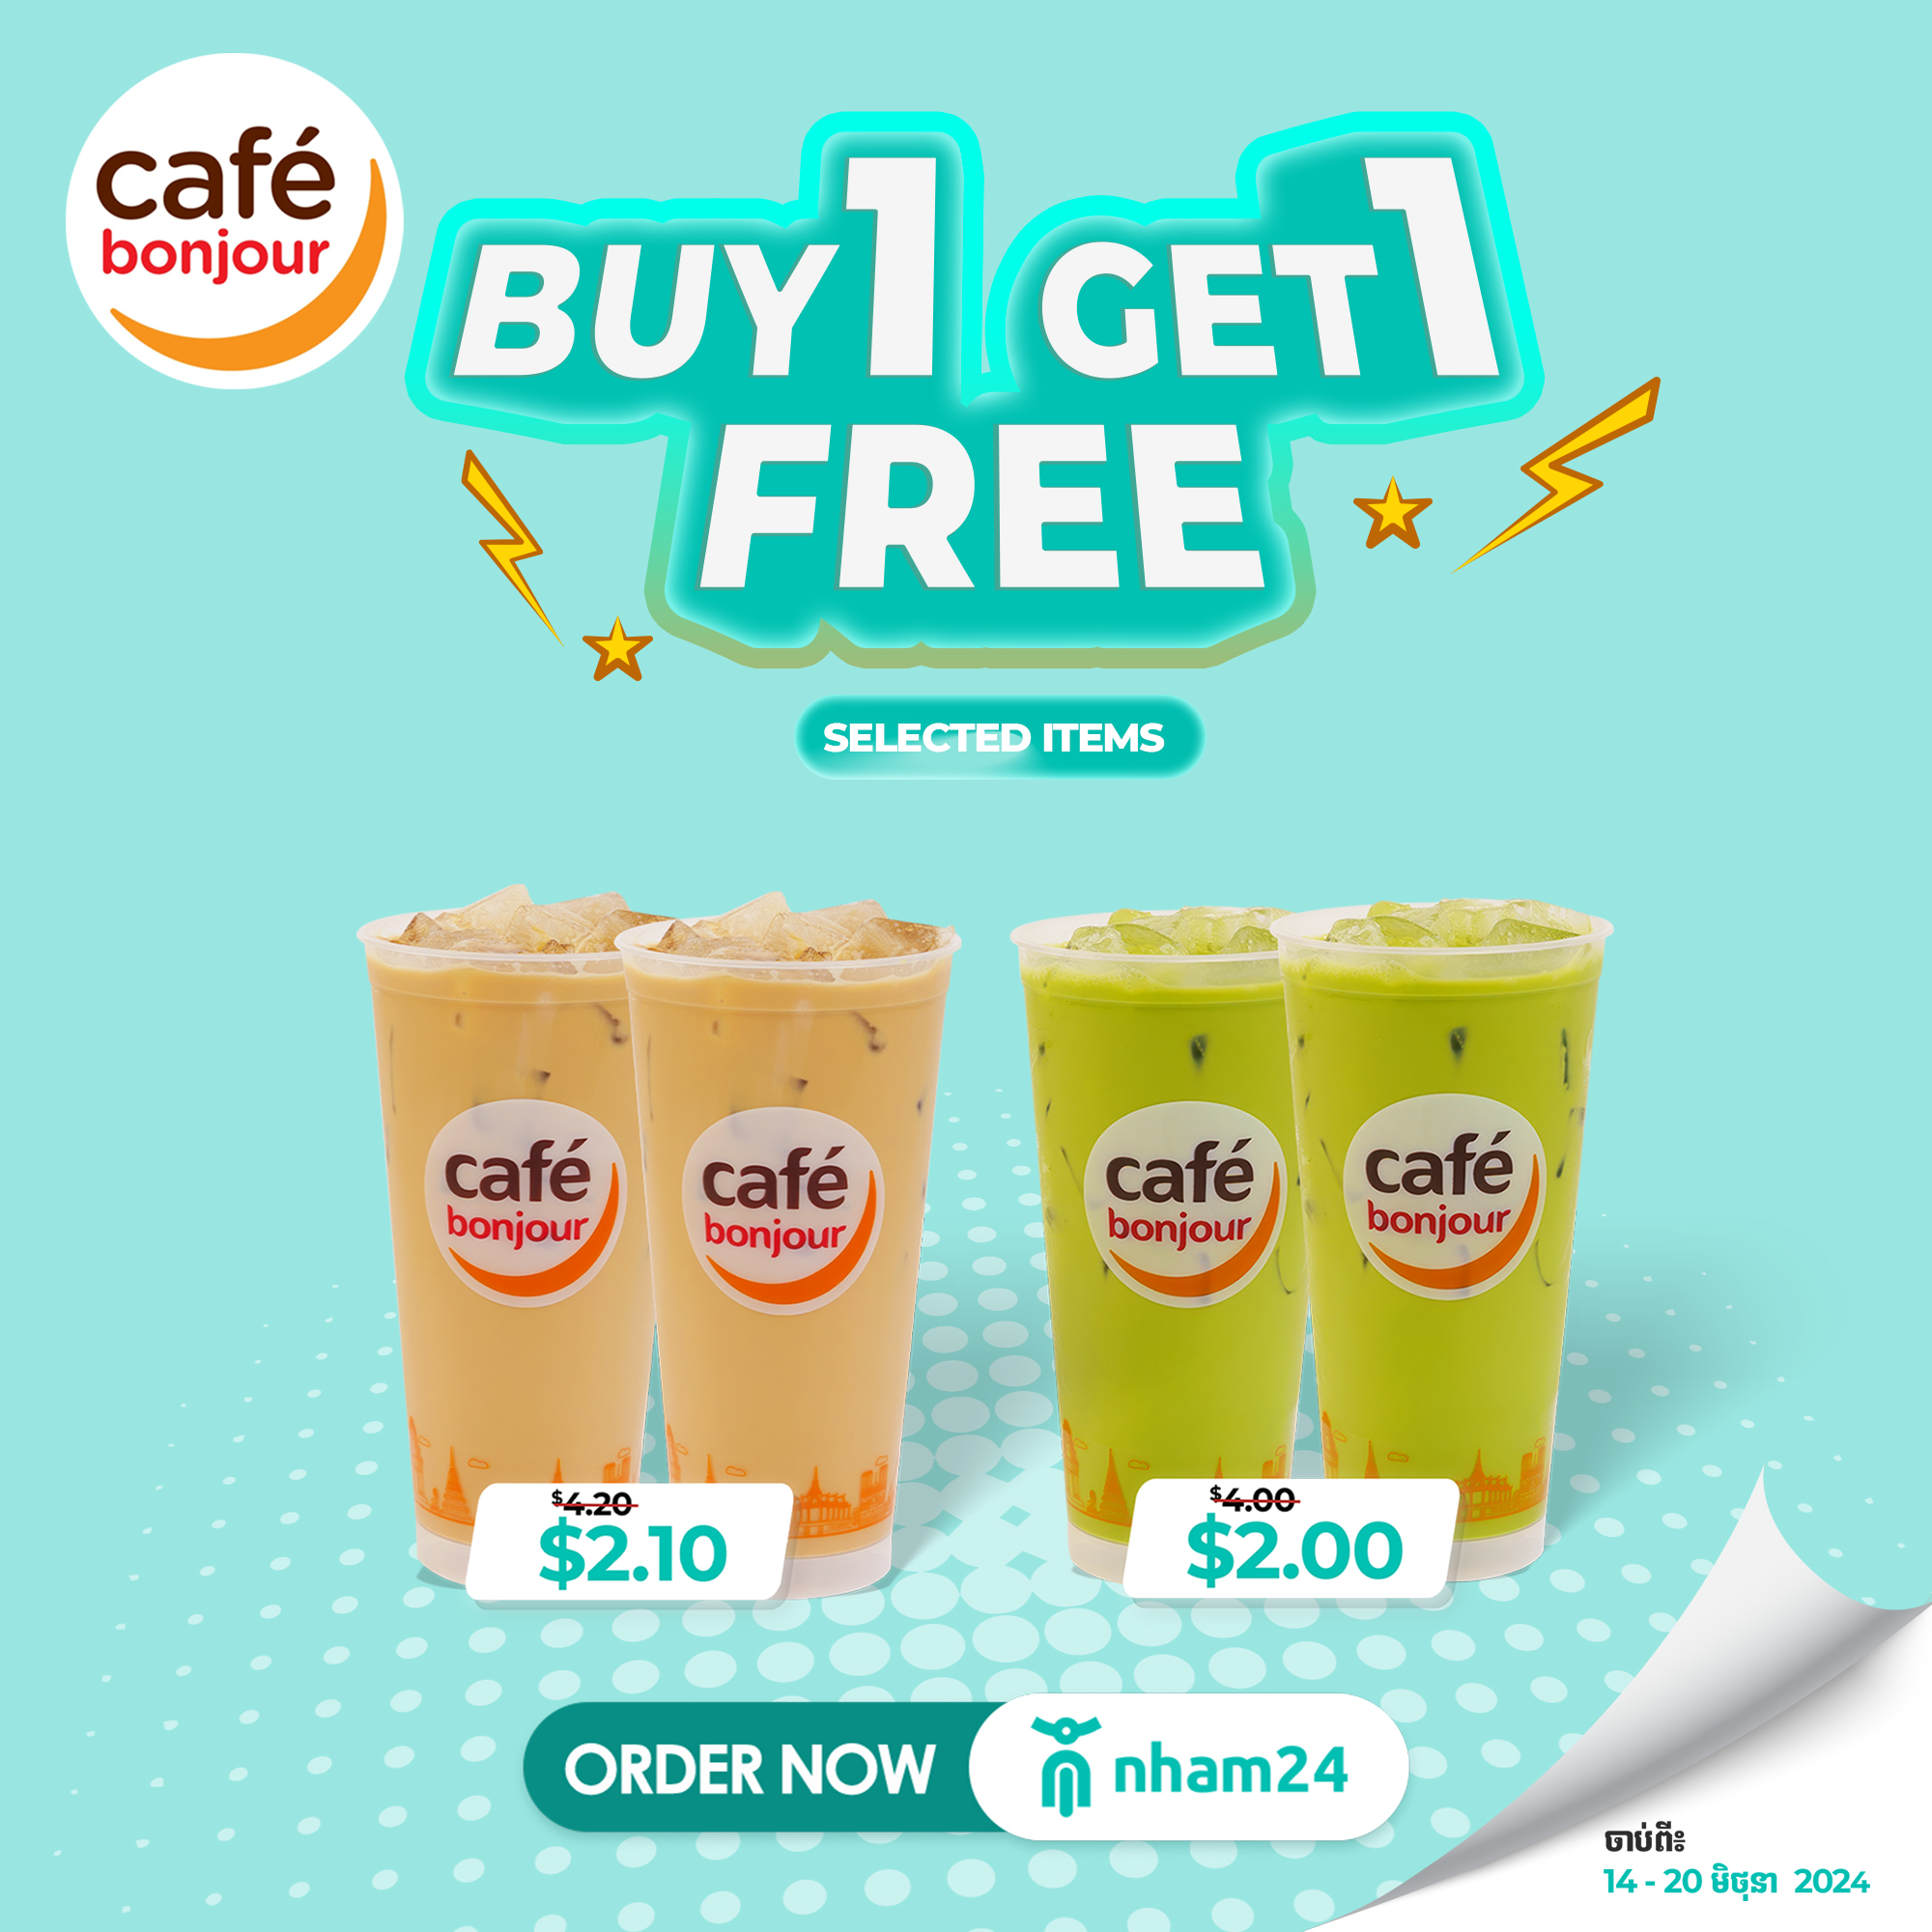 café
bonjour
BUY 1 GET 1
FREE
SELECTED ITEMS
café
bonjour
café
bonjour
café
bonjour
café
bonjour
$4.20
$2.10
$4.00
$2.00
ORDER NOW
nham24
ចាប់ពី៖
14 - 20 មិថុនា 2024